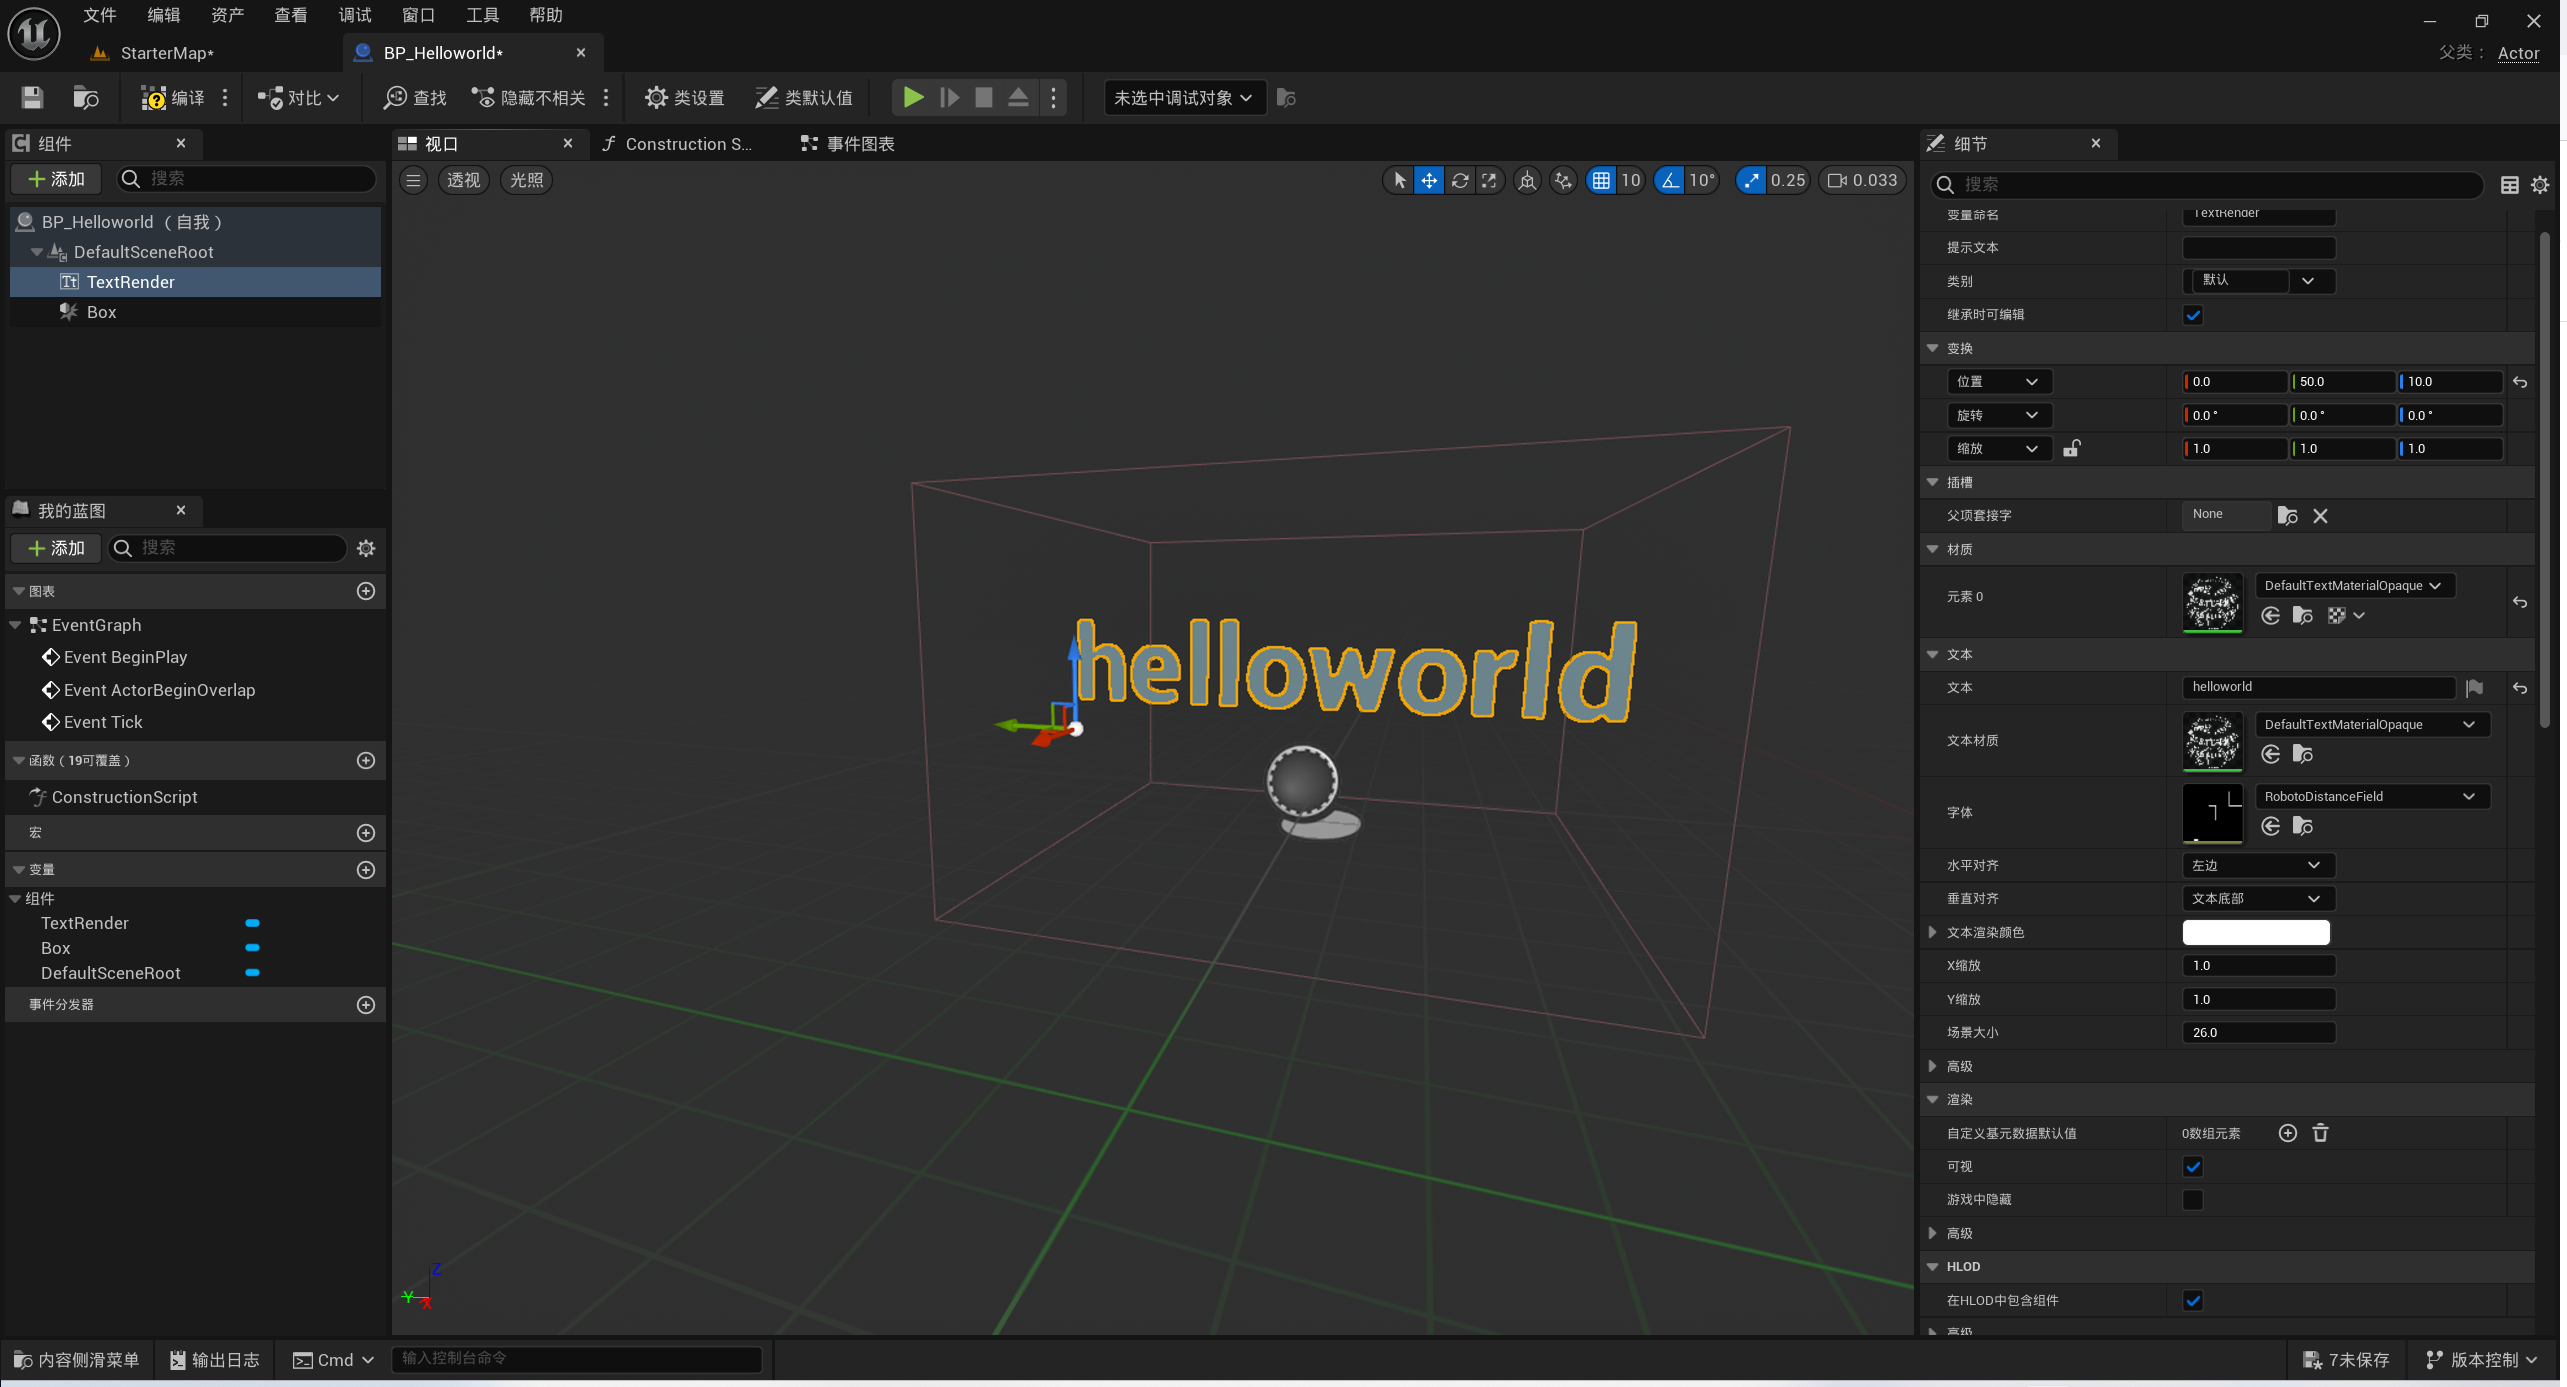 文件 编辑 资产 查看 调试 窗口 工具 帮助
StarterMap* BP_Helloworld* 父类： Actor
编译 对比 查找 隐藏不相关 类设置 类默认值 未选中调试对象
组件
添加 搜索
BP_Helloworld （自我）
DefaultSceneRoot
TextRender
Box
我的蓝图
添加 搜索
图表
EventGraph
Event BeginPlay
Event ActorBeginOverlap
Event Tick
函数（19可覆盖）
ConstructionScript
宏
变量
组件
TextRender
Box
DefaultSceneRoot
事件分发器
视口 Construction S... 事件图表
透视 光照 10 10° 0.25 0.033
helloworld
Z
Y
X
细节
搜索
变量命名 TextRender
提示文本
类别 默认
继承时可编辑
变换
位置 0.0 50.0 10.0
旋转 0.0 ° 0.0 ° 0.0 °
缩放 1.0 1.0 1.0
插槽
父项套接字 None
材质
元素 0 DefaultTextMaterialOpaque
文本
文本 helloworld
文本材质 DefaultTextMaterialOpaque
字体 RobotoDistanceField
水平对齐 左边
垂直对齐 文本底部
文本渲染颜色
X缩放 1.0
Y缩放 1.0
场景大小 26.0
高级
渲染
自定义基元数据默认值 0数组元素
可视
游戏中隐藏
高级
HLOD
在HLOD中包含组件
高级
内容侧滑菜单 输出日志 Cmd 输入控制台命令 7未保存 版本控制